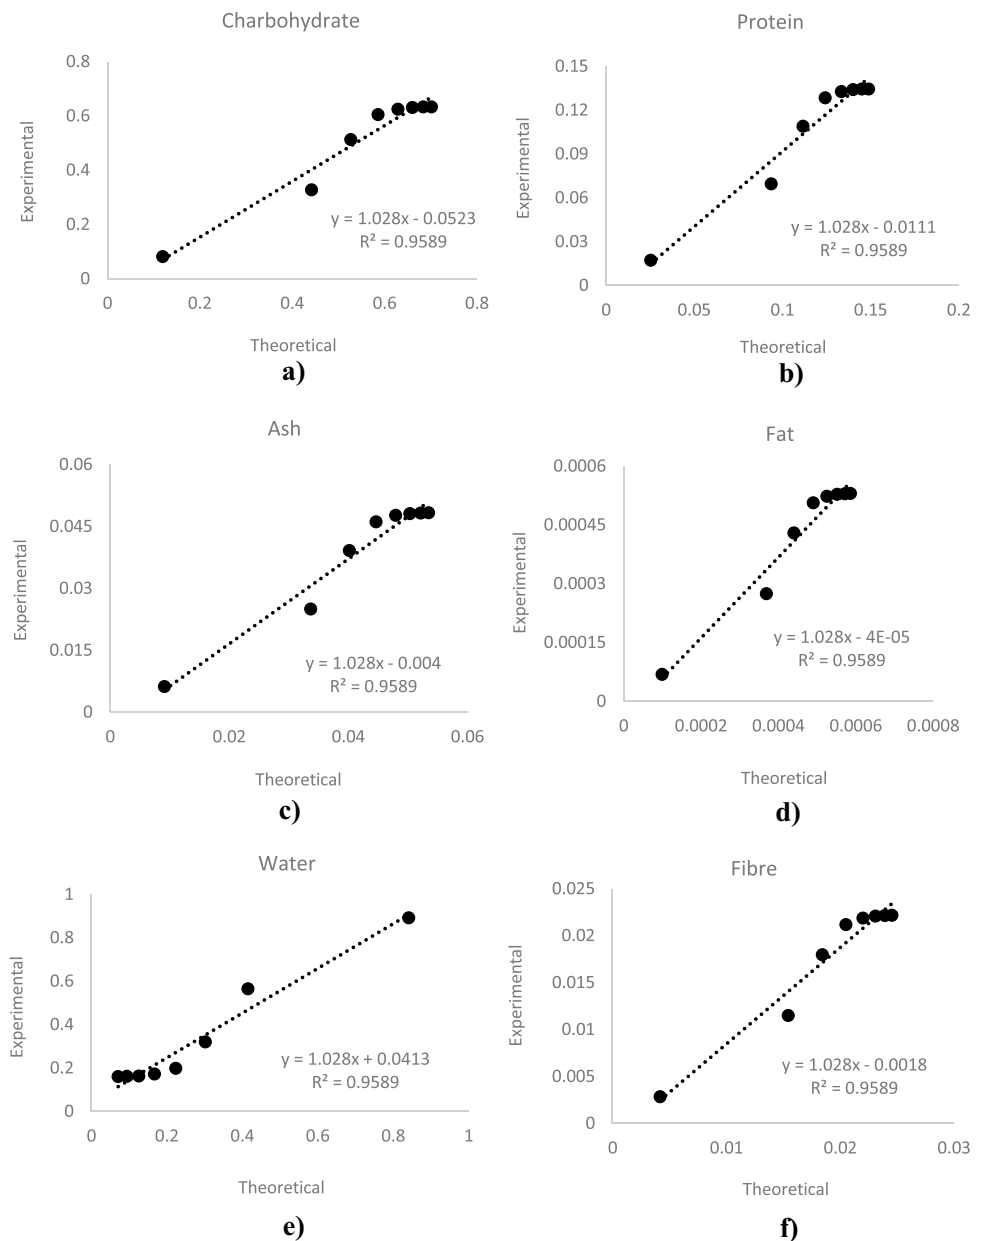 Charbohydrate
0.8
0.6
0.4
0.2
0
Experimental
y = 1.028x - 0.0523
R² = 0.9589
0 0.2 0.4 0.6 0.8
Theoretical
a)
Protein
0.15
0.12
0.09
0.06
0.03
0
Experimental
y = 1.028x - 0.0111
R² = 0.9589
0 0.05 0.1 0.15 0.2
Theoretical
b)
Ash
0.06
0.045
0.03
0.015
0
Experimental
y = 1.028x - 0.004
R² = 0.9589
0 0.02 0.04 0.06
Theoretical
c)
Fat
0.0006
0.00045
0.0003
0.00015
0
Experimental
y = 1.028x - 4E-05
R² = 0.9589
0 0.0002 0.0004 0.0006 0.0008
Theoretical
d)
Water
1
0.8
0.6
0.4
0.2
0
Experimental
y = 1.028x + 0.0413
R² = 0.9589
0 0.2 0.4 0.6 0.8 1
Theoretical
e)
Fibre
0.025
0.02
0.015
0.01
0.005
0
Experimental
y = 1.028x - 0.0018
R² = 0.9589
0 0.01 0.02 0.03
Theoretical
f)